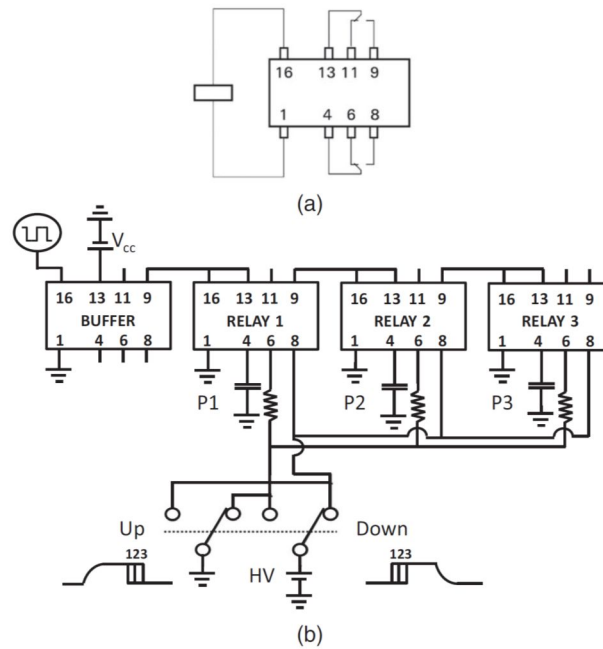 16 13 11 9
1 4 6 8
(a)
Vcc
16 13 11 9
BUFFER
1 4 6 8
16 13 11 9
RELAY 1
1 4 6 8
16 13 11 9
RELAY 2
1 4 6 8
16 13 11 9
RELAY 3
1 4 6 8
P1 P2 P3
Up Down
HV
123
123
(b)